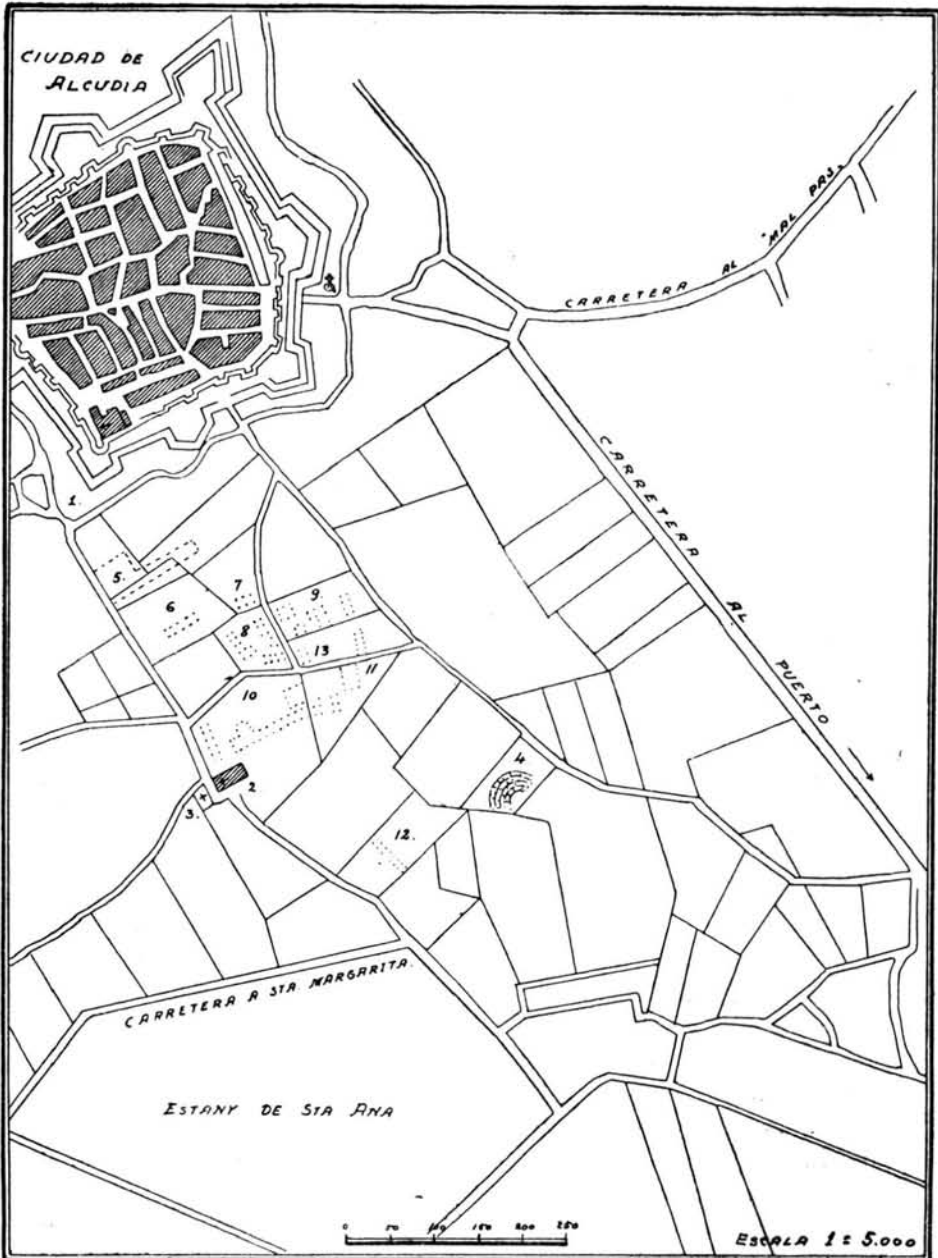 CIUDAD DE
ALCUDIA
CARRETERA AL "MAL PAS"
CARRETERA AL PUERTO
1.
5.
6
7
8
9
13
11
10
2
3.
4
12.
CARRETERA A STA. MARGARITA.
ESTANY DE STA ANA
0 50 100 150 200 250
ESCALA 1 = 5.000